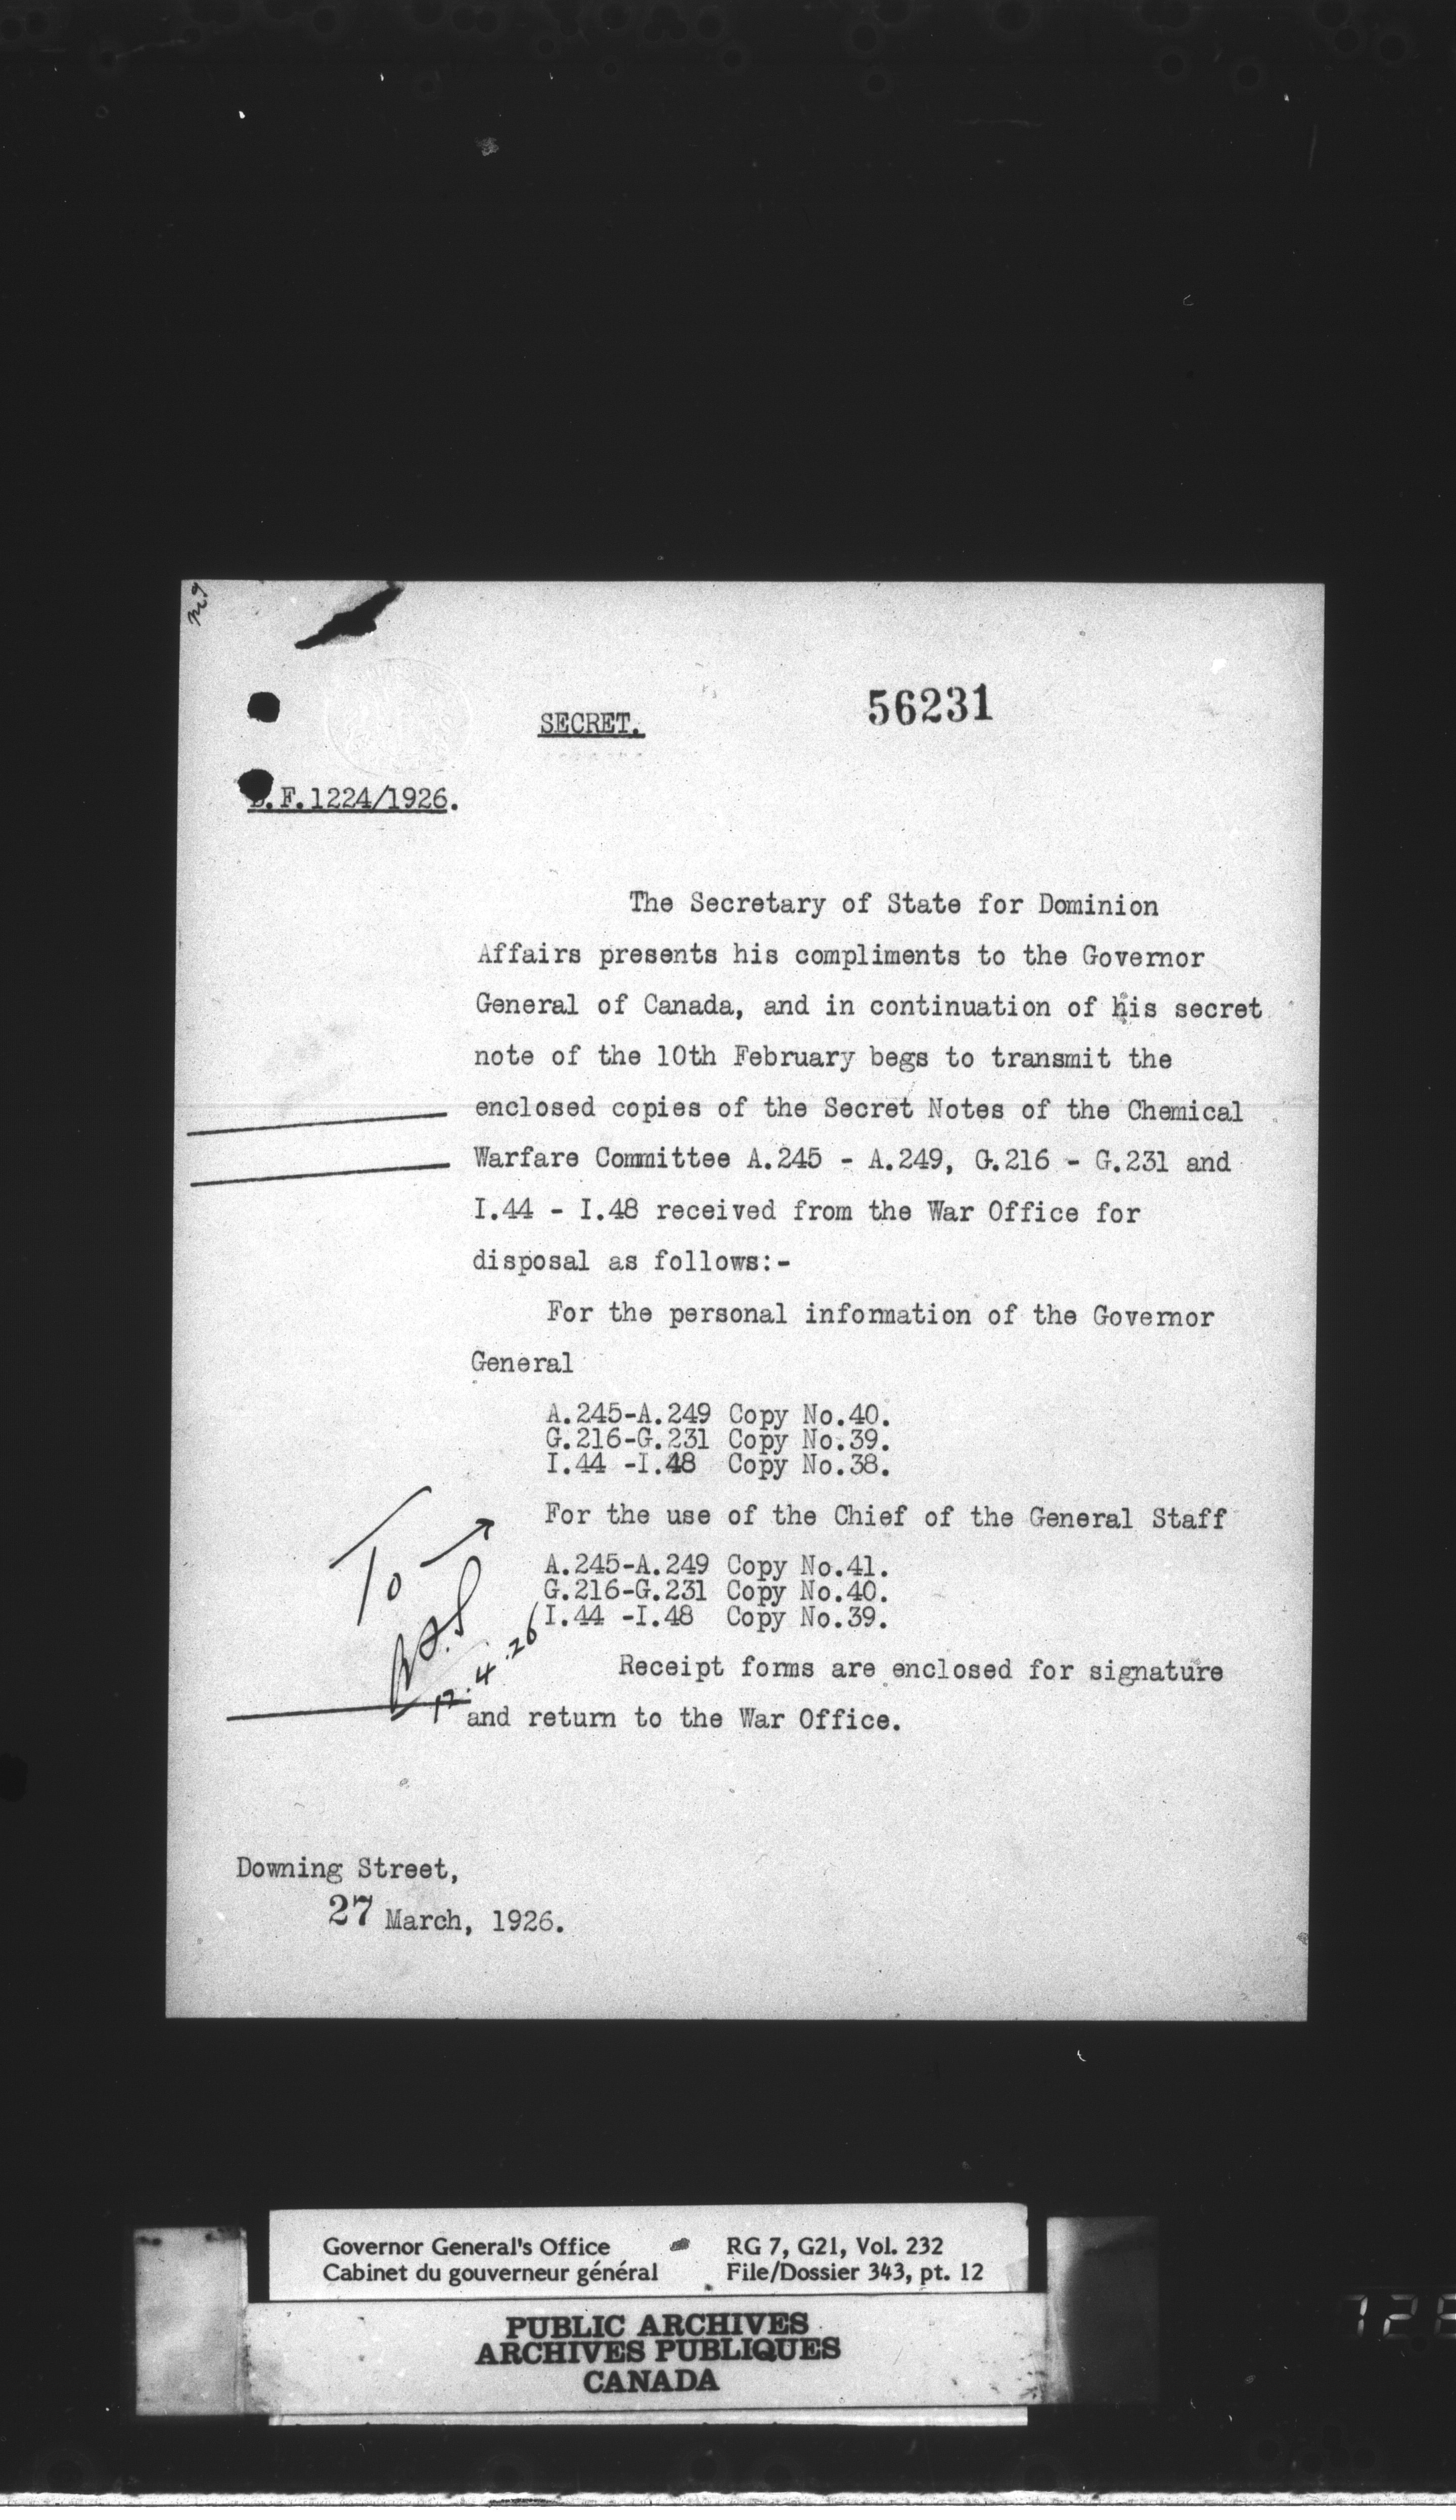 SECRET.
56231
D.F.1224/1926.
The Secretary of State for Dominion
Affairs presents his compliments to the Governor
General of Canada, and in continuation of his secret
note of the 10th February begs to transmit the
enclosed copies of the Secret Notes of the Chemical
Warfare Committee A.245 - A.249, G.216 - G.231 and
I.44 - I.48 received from the War Office for
disposal as follows:-
For the personal information of the Governor
General
A.245-A.249 Copy No.40.
G.216-G.231 Copy No.39.
I.44 -I.48 Copy No.38.
For the use of the Chief of the General Staff
To
A.245-A.249 Copy No.41.
G.216-G.231 Copy No.40.
I.44 -I.48 Copy No.39.
17.4.26
Receipt forms are enclosed for signature
and return to the War Office.
Downing Street,
27 March, 1926.
Governor General's Office
Cabinet du gouverneur général
RG 7, G21, Vol. 232
File/Dossier 343, pt. 12
PUBLIC ARCHIVES
ARCHIVES PUBLIQUES
CANADA